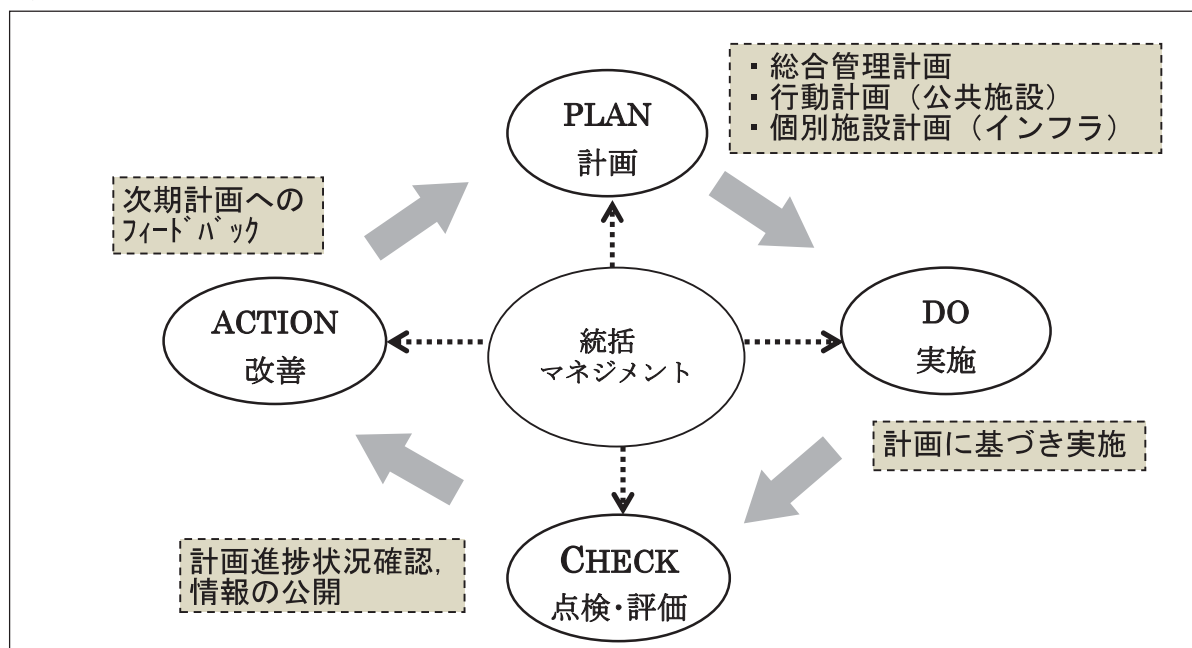 PLAN
計画
・総合管理計画
・行動計画（公共施設）
・個別施設計画（インフラ）
次期計画への
ﾌｨｰﾄﾞﾊﾞｯｸ
ACTION
改善
統括
マネジメント
DO
実施
計画に基づき実施
計画進捗状況確認,
情報の公開
CHECK
点検・評価